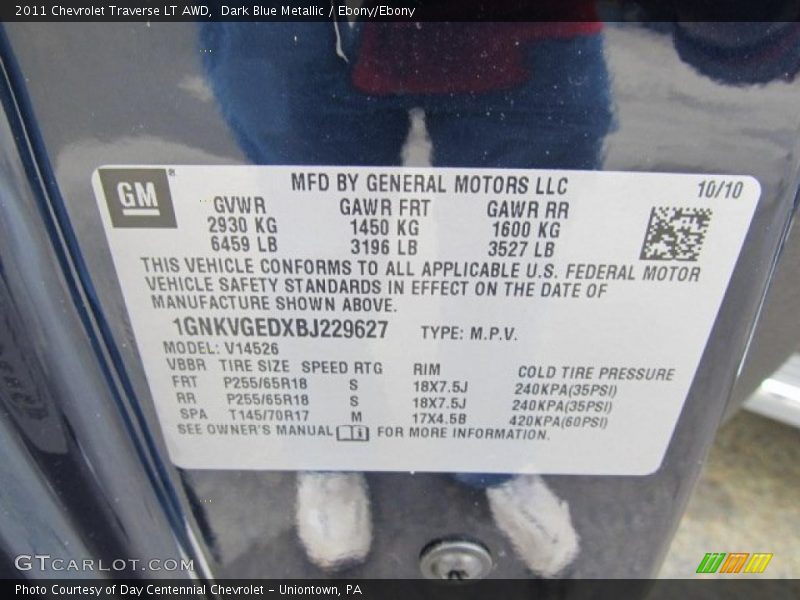 2011 Chevrolet Traverse LT AWD, Dark Blue Metallic / Ebony/Ebony
GM
MFD BY GENERAL MOTORS LLC 10/10
GVWR GAWR FRT GAWR RR
2930 KG 1450 KG 1600 KG
6459 LB 3196 LB 3527 LB
THIS VEHICLE CONFORMS TO ALL APPLICABLE U.S. FEDERAL MOTOR
VEHICLE SAFETY STANDARDS IN EFFECT ON THE DATE OF
MANUFACTURE SHOWN ABOVE.
1GNKVGEDXBJ229627 TYPE: M.P.V.
MODEL: V14526
VBBR TIRE SIZE SPEED RTG RIM COLD TIRE PRESSURE
FRT P255/65R18 S 18X7.5J 240KPA(35PSI)
RR P255/65R18 S 18X7.5J 240KPA(35PSI)
SPA T145/70R17 M 17X4.5B 420KPA(60PSI)
SEE OWNER'S MANUAL FOR MORE INFORMATION.
GTCARLOT.COM
Photo Courtesy of Day Centennial Chevrolet - Uniontown, PA